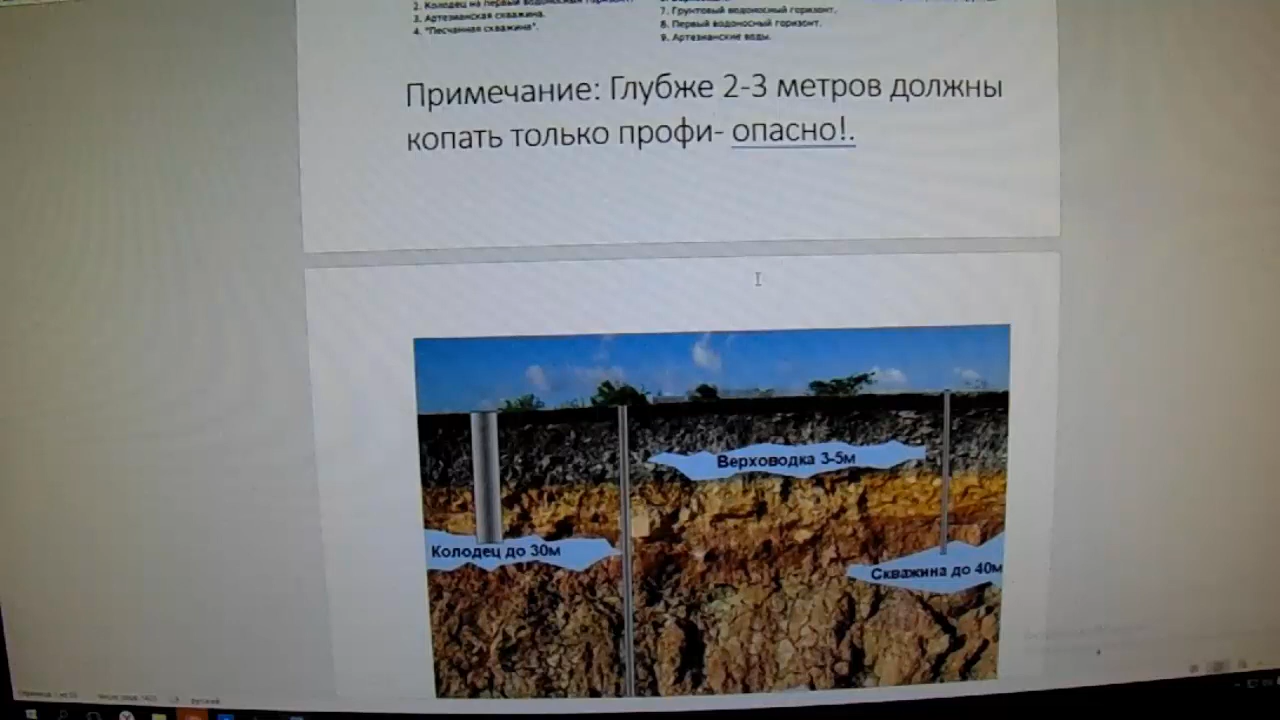 2. Колодец на первый водоносный горизонт.
3. Артезианская скважина.
4. "Песчанная скважина".
7. Грунтовый водоносный горизонт.
8. Первый водоносный горизонт.
9. Артезианские воды.
Примечание: Глубже 2-3 метров должны
копать только профи- опасно!.
Верховодка 3-5м
Колодец до 30м
Скважина до 40м
русский